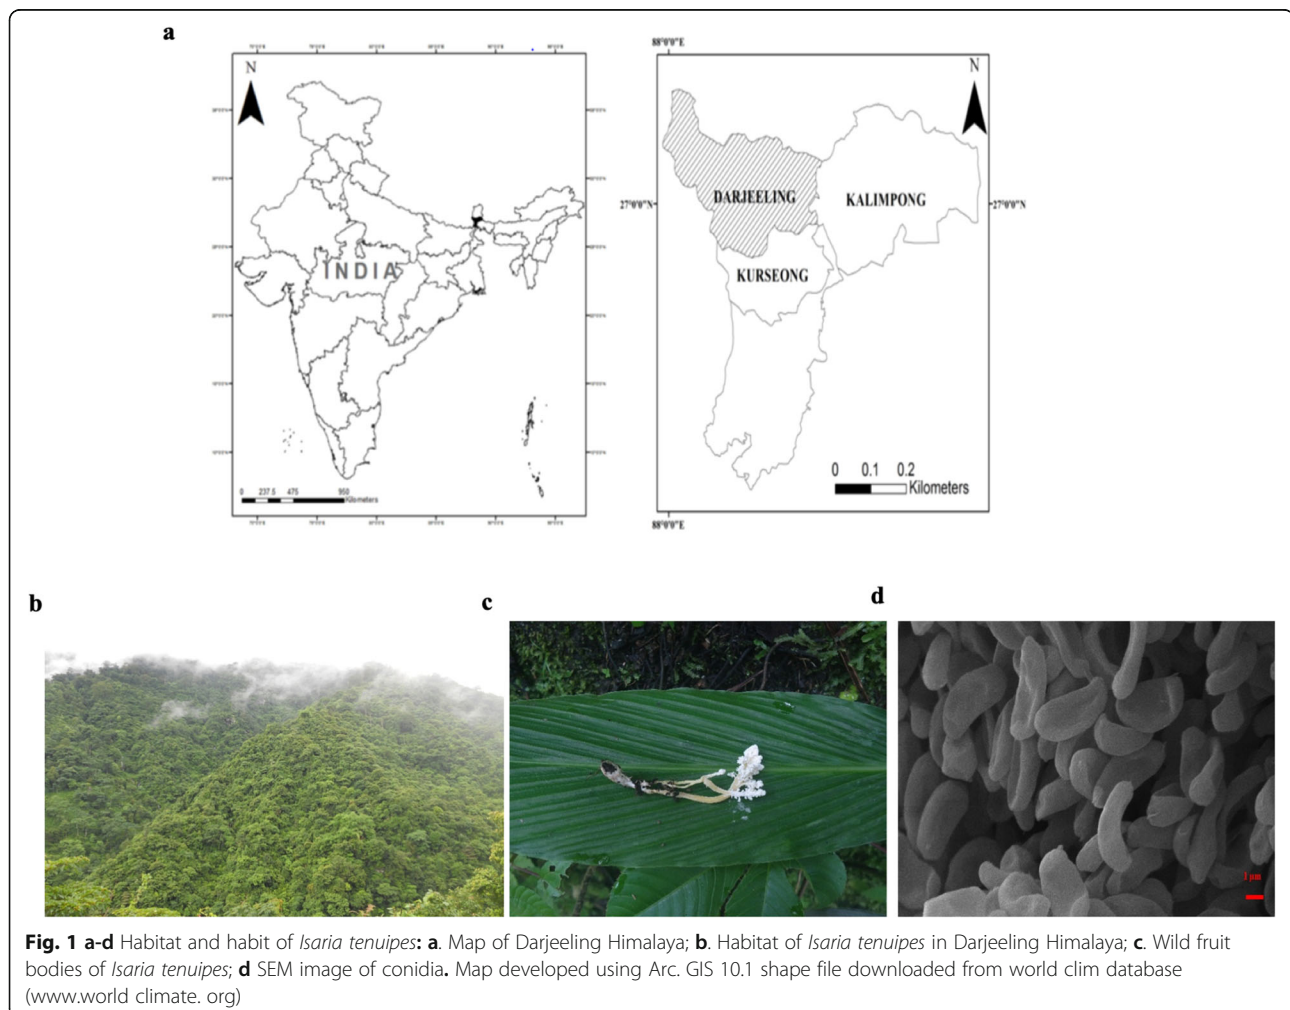 a
88°0'0"E
N
N
DARJEELING
KALIMPONG
27°0'0"N
27°0'0"N
INDIA
KURSEONG
0 0.1 0.2
Kilometers
0 237.5 475 950
Kilometers
88°0'0"E
b
c
d
1 µm
Fig. 1 a-d Habitat and habit of Isaria tenuipes: a. Map of Darjeeling Himalaya; b. Habitat of Isaria tenuipes in Darjeeling Himalaya; c. Wild fruit
bodies of Isaria tenuipes; d SEM image of conidia. Map developed using Arc. GIS 10.1 shape file downloaded from world clim database
(www.world climate. org)